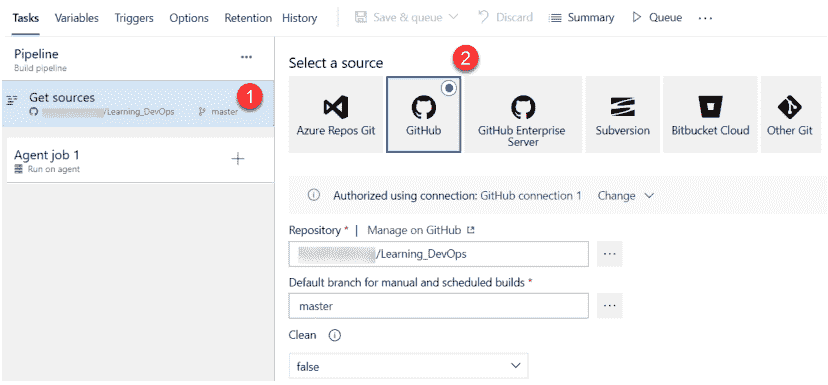 Tasks Variables Triggers Options Retention History Save & queue Discard Summary Queue ...
Pipeline ...
Build pipeline
Get sources 1
/Learning_DevOps master
Agent job 1 +
Run on agent
Select a source 2
Azure Repos Git GitHub GitHub Enterprise Server Subversion Bitbucket Cloud Other Git
Authorized using connection: GitHub connection 1 Change
Repository * | Manage on GitHub
/Learning_DevOps ...
Default branch for manual and scheduled builds *
master ...
Clean
false